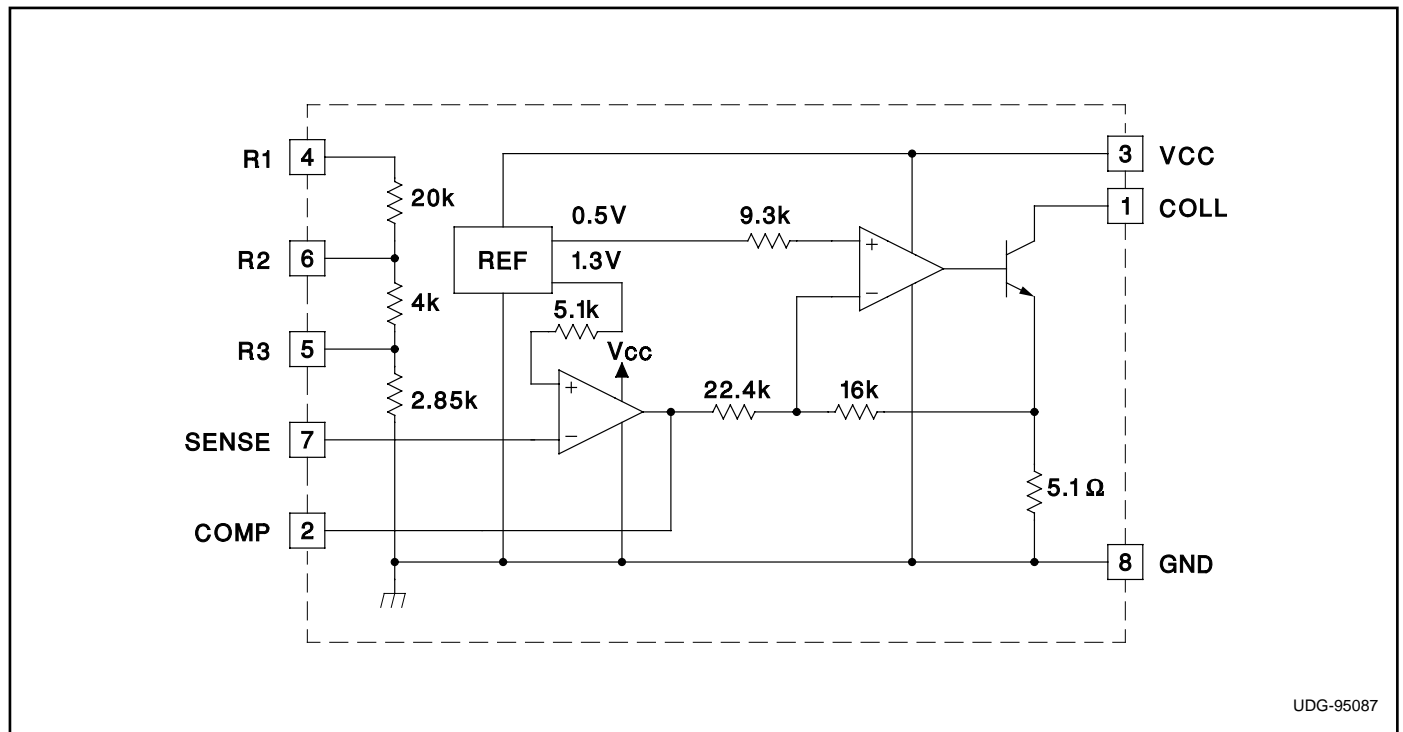 R1 4
20k
R2 6
4k
R3 5
2.85k
SENSE 7
COMP 2
REF
0.5V
1.3V
5.1k
Vcc
+
−
22.4k
16k
9.3k
+
−
5.1 Ω
3 VCC
1 COLL
8 GND
UDG-95087